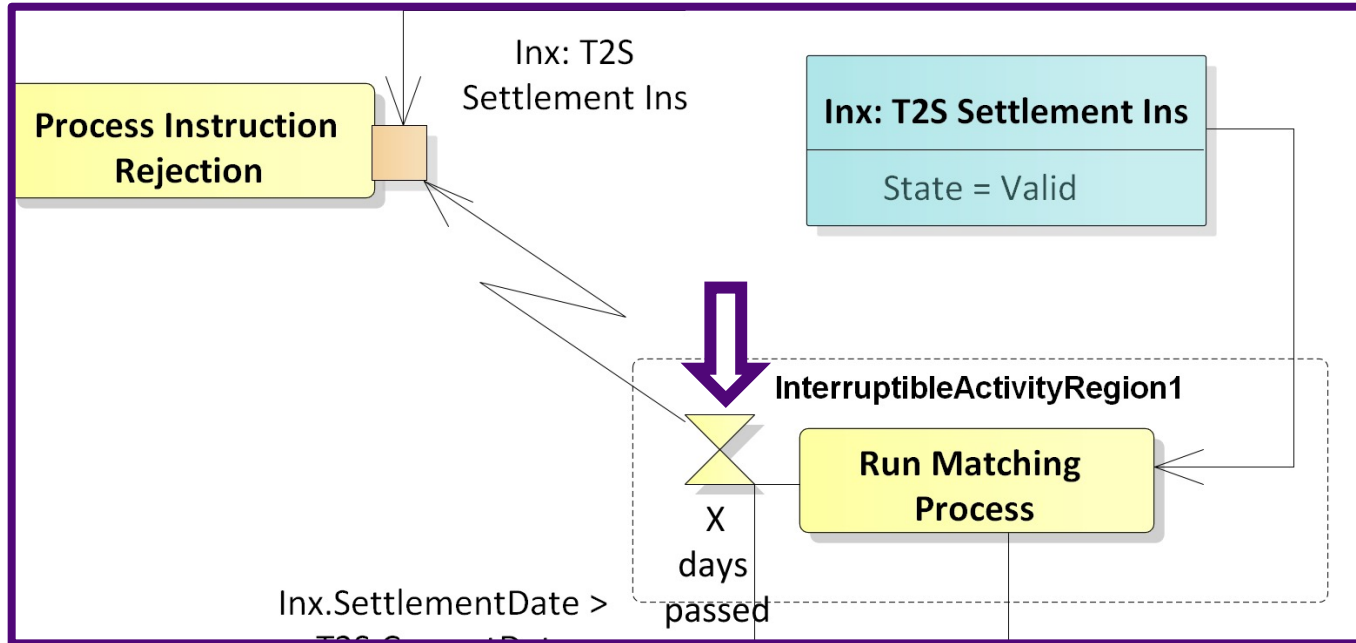 Inx: T2S
Settlement Ins
Process Instruction
Rejection
Inx: T2S Settlement Ins
State = Valid
InterruptibleActivityRegion1
Run Matching
Process
X
days
passed
Inx.SettlementDate >